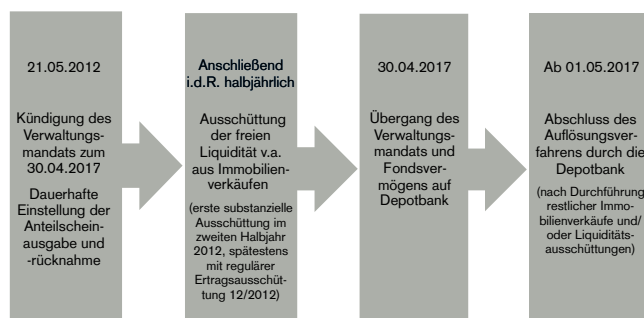 21.05.2012
Kündigung des
Verwaltungs-
mandats zum
30.04.2017
Dauerhafte
Einstellung der
Anteilschein-
ausgabe und
-rücknahme
Anschließend
i.d.R. halbjährlich
Ausschüttung
der freien
Liquidität v.a.
aus Immobilien-
verkäufen
(erste substanzielle
Ausschüttung im
zweiten Halbjahr
2012, spätestens
mit regulärer
Ertragsausschüt-
tung 12/2012)
30.04.2017
Übergang des
Verwaltungs-
mandats und
Fondsver-
mögens auf
Depotbank
Ab 01.05.2017
Abschluss des
Auflösungsver-
fahrens durch die
Depotbank
(nach Durchführung
restlicher Immo-
bilienverkäufe und/
oder Liquiditäts-
ausschüttungen)